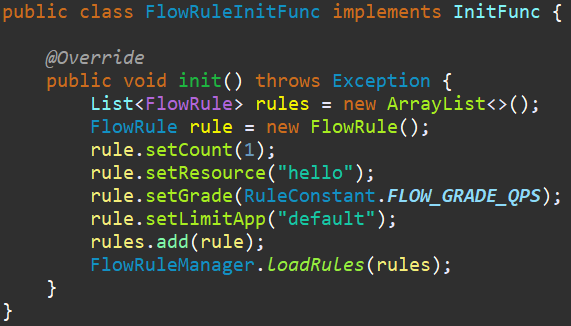 public class FlowRuleInitFunc implements InitFunc {
@Override
public void init() throws Exception {
List<FlowRule> rules = new ArrayList<>();
FlowRule rule = new FlowRule();
rule.setCount(1);
rule.setResource("hello");
rule.setGrade(RuleConstant.FLOW_GRADE_QPS);
rule.setLimitApp("default");
rules.add(rule);
FlowRuleManager.loadRules(rules);
}
}